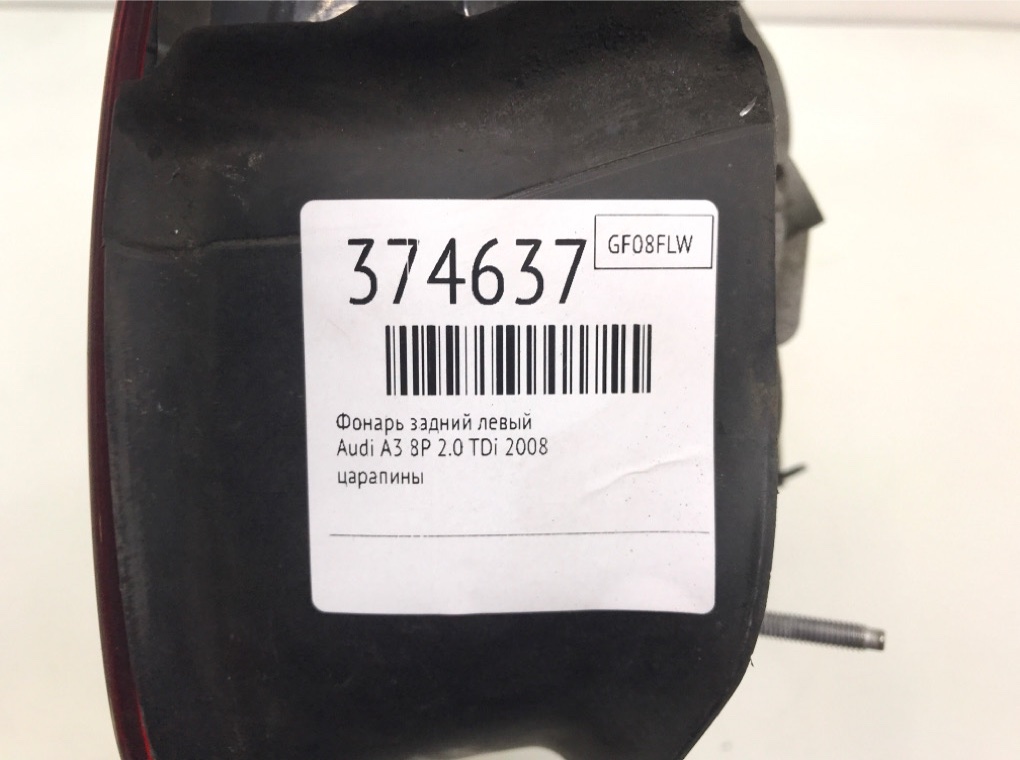 374637
GF08FLW
Фонарь задний левый
Audi A3 8P 2.0 TDi 2008
царапины